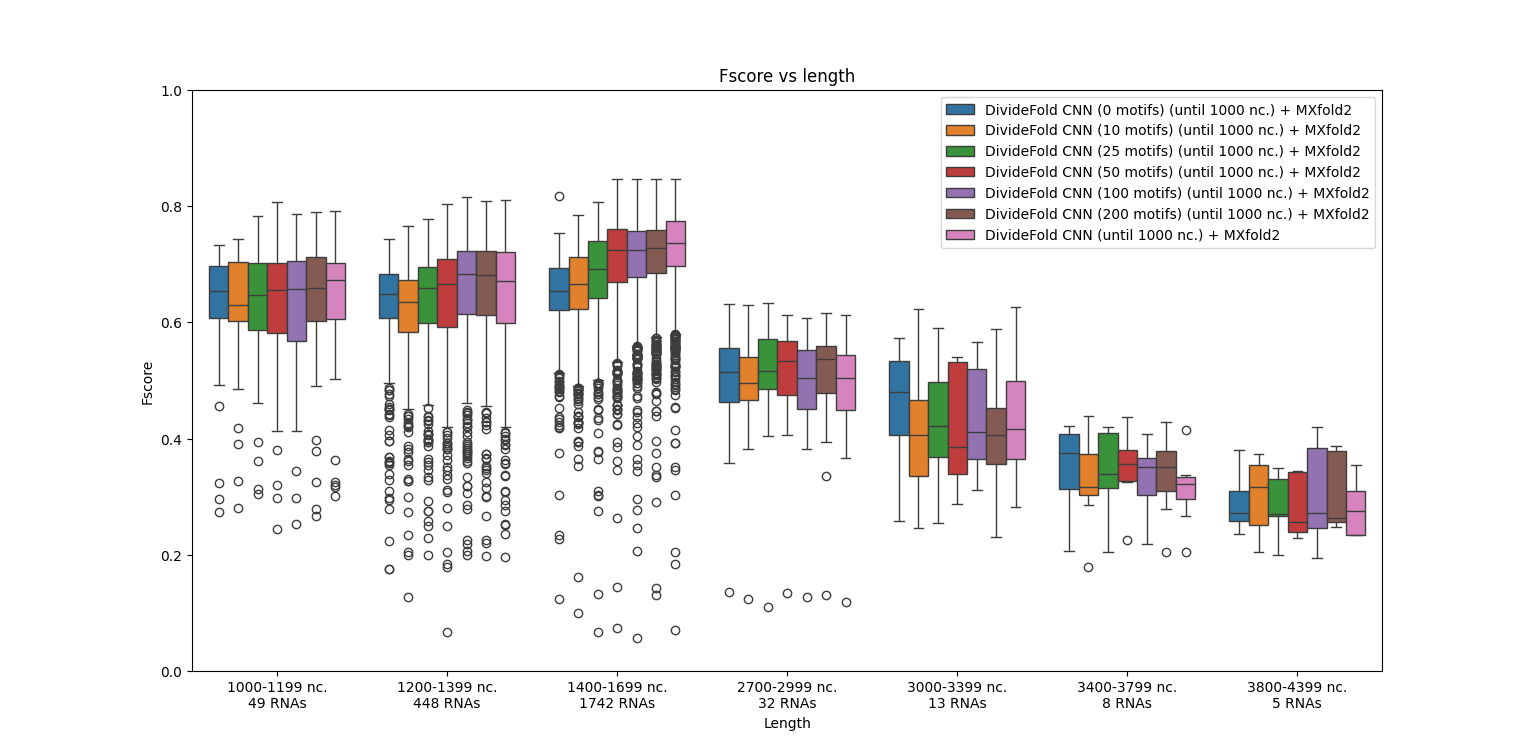 Fscore vs length
1.0
0.8
0.6
0.4
0.2
0.0
Fscore
DivideFold CNN (0 motifs) (until 1000 nc.) + MXfold2
DivideFold CNN (10 motifs) (until 1000 nc.) + MXfold2
DivideFold CNN (25 motifs) (until 1000 nc.) + MXfold2
DivideFold CNN (50 motifs) (until 1000 nc.) + MXfold2
DivideFold CNN (100 motifs) (until 1000 nc.) + MXfold2
DivideFold CNN (200 motifs) (until 1000 nc.) + MXfold2
DivideFold CNN (until 1000 nc.) + MXfold2
1000-1199 nc.
49 RNAs
1200-1399 nc.
448 RNAs
1400-1699 nc.
1742 RNAs
2700-2999 nc.
32 RNAs
3000-3399 nc.
13 RNAs
3400-3799 nc.
8 RNAs
3800-4399 nc.
5 RNAs
Length